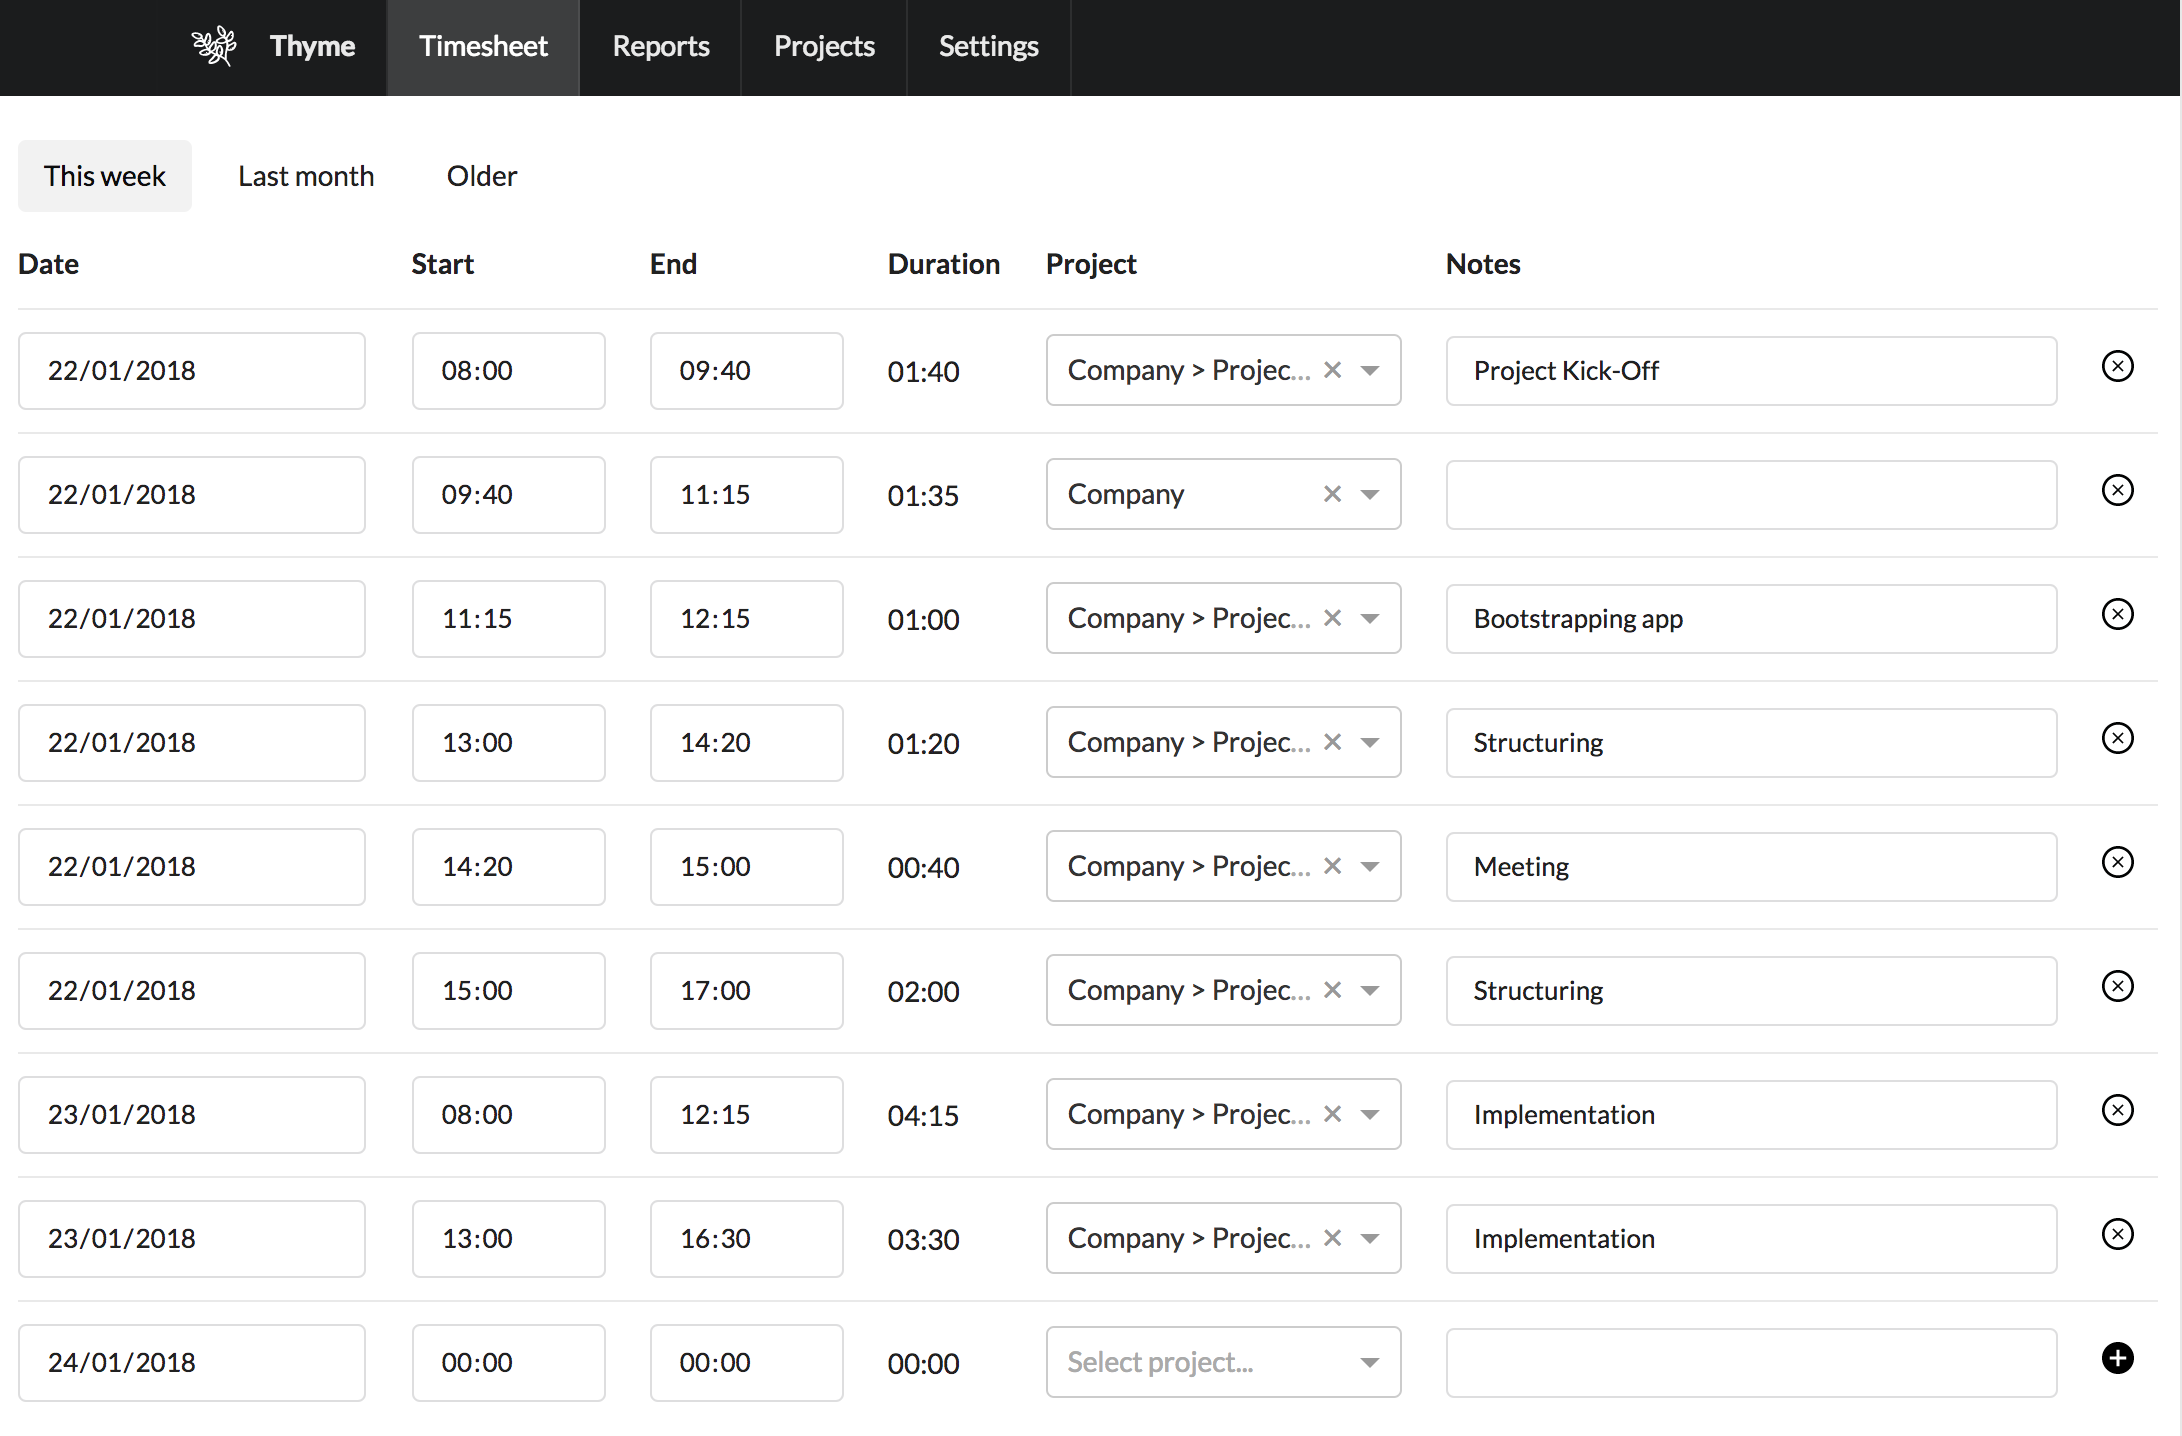 Thyme Timesheet Reports Projects Settings
This week Last month Older
Date Start End Duration Project Notes
22/01/2018 08:00 09:40 01:40 Company > Projec... Project Kick-Off
22/01/2018 09:40 11:15 01:35 Company
22/01/2018 11:15 12:15 01:00 Company > Projec... Bootstrapping app
22/01/2018 13:00 14:20 01:20 Company > Projec... Structuring
22/01/2018 14:20 15:00 00:40 Company > Projec... Meeting
22/01/2018 15:00 17:00 02:00 Company > Projec... Structuring
23/01/2018 08:00 12:15 04:15 Company > Projec... Implementation
23/01/2018 13:00 16:30 03:30 Company > Projec... Implementation
24/01/2018 00:00 00:00 00:00 Select project...